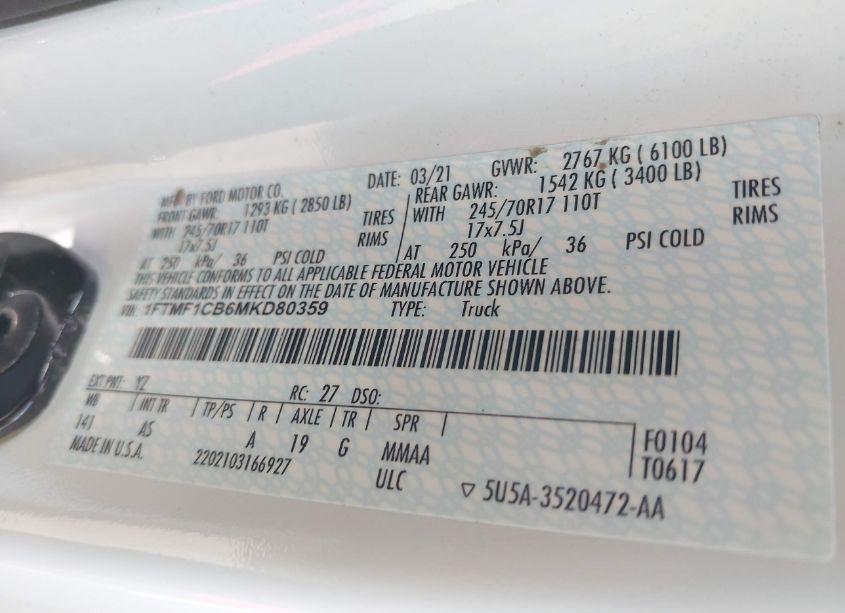 MFD BY FORD MOTOR CO. DATE: 03/21 GVWR: 2767 KG ( 6100 LB)
FRONT GAWR: 1293 KG ( 2850 LB) REAR GAWR: 1542 KG ( 3400 LB)
WITH 245/70R17 110T TIRES WITH 245/70R17 110T TIRES
17x7.5J RIMS 17x7.5J RIMS
AT 250 kPa/ 36 PSI COLD AT 250 kPa/ 36 PSI COLD
THIS VEHICLE CONFORMS TO ALL APPLICABLE FEDERAL MOTOR VEHICLE
SAFETY STANDARDS IN EFFECT ON THE DATE OF MANUFACTURE SHOWN ABOVE.
VIN: 1FTMF1CB6MKD80359 TYPE: Truck
EXT PNT: YZ RC: 27 DSO:
WB | INT TR | TP/PS | R | AXLE | TR | SPR |
141 AS A 19 G MMAA F0104
MADE IN U.S.A. 2202103166927 ULC T0617
▽ 5U5A-3520472-AA